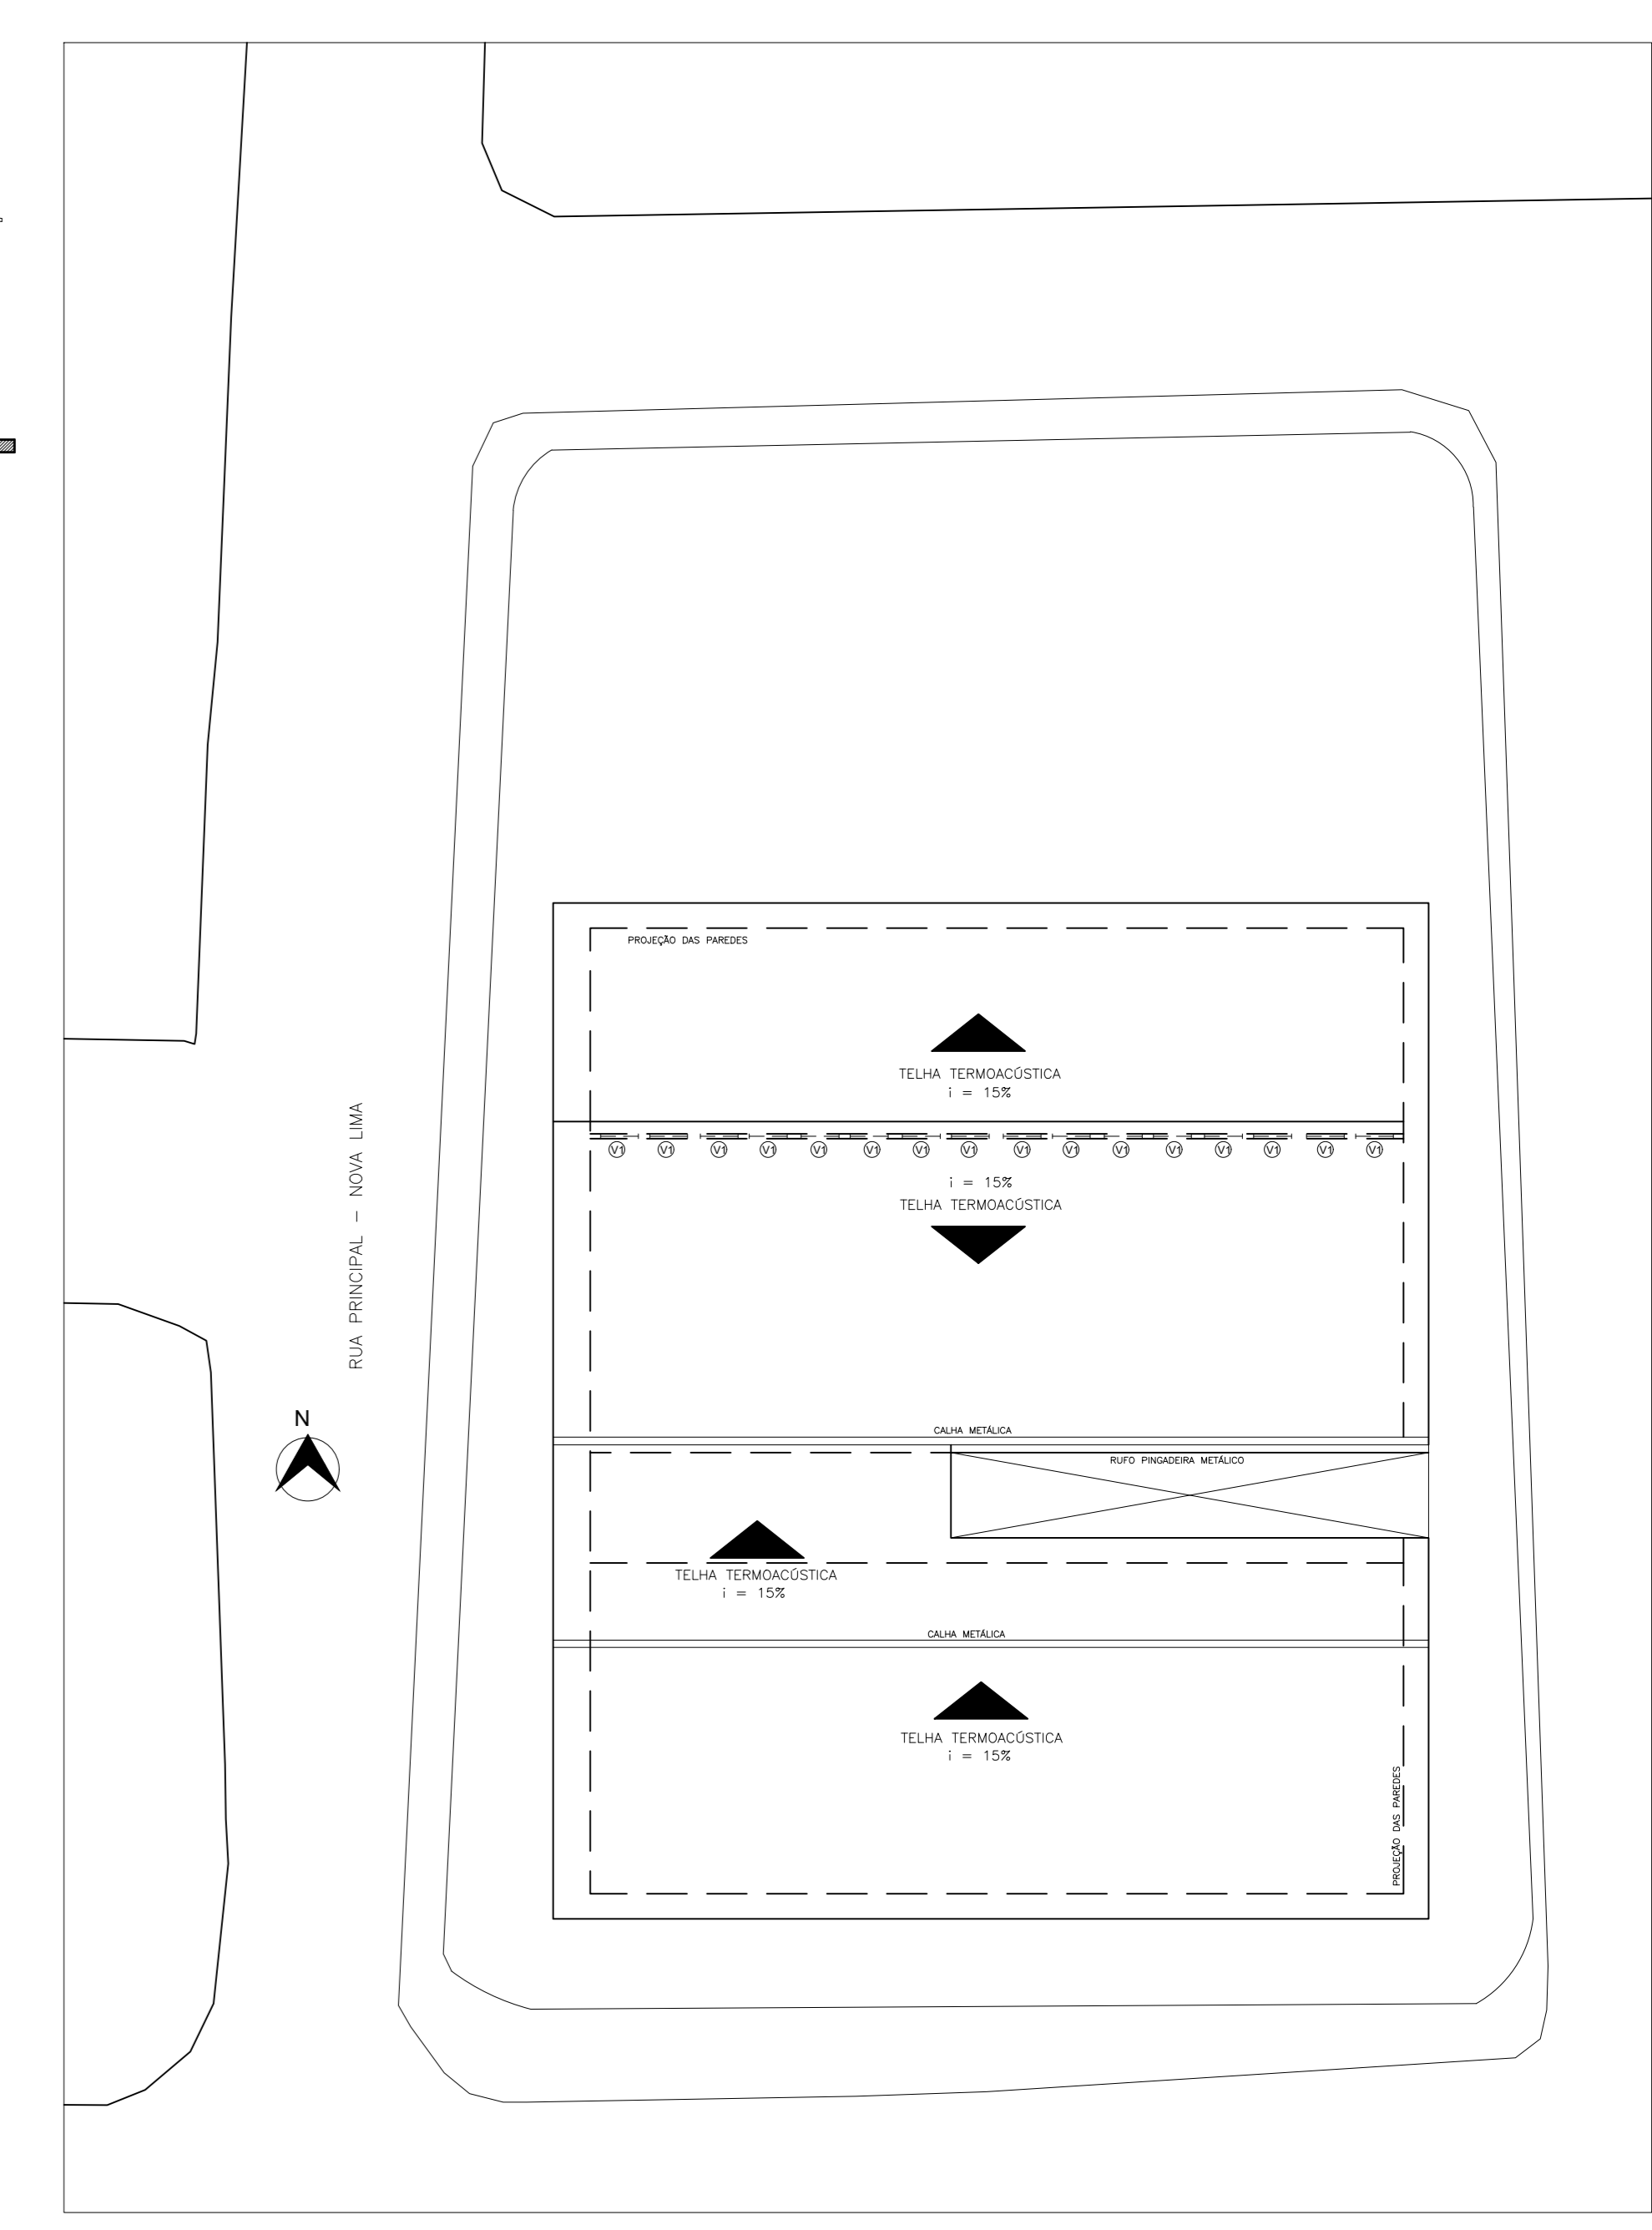 PROJEÇÃO DAS PAREDES
TELHA TERMOACÚSTICA
i = 15%
V1 V1 V1 V1 V1 V1 V1 V1 V1 V1 V1 V1 V1 V1 V1 V1
i = 15%
TELHA TERMOACÚSTICA
RUA PRINCIPAL - NOVA LIMA
N
CALHA METÁLICA
RUFO PINGADEIRA METÁLICO
TELHA TERMOACÚSTICA
i = 15%
CALHA METÁLICA
TELHA TERMOACÚSTICA
i = 15%
PROJEÇÃO DAS PAREDES